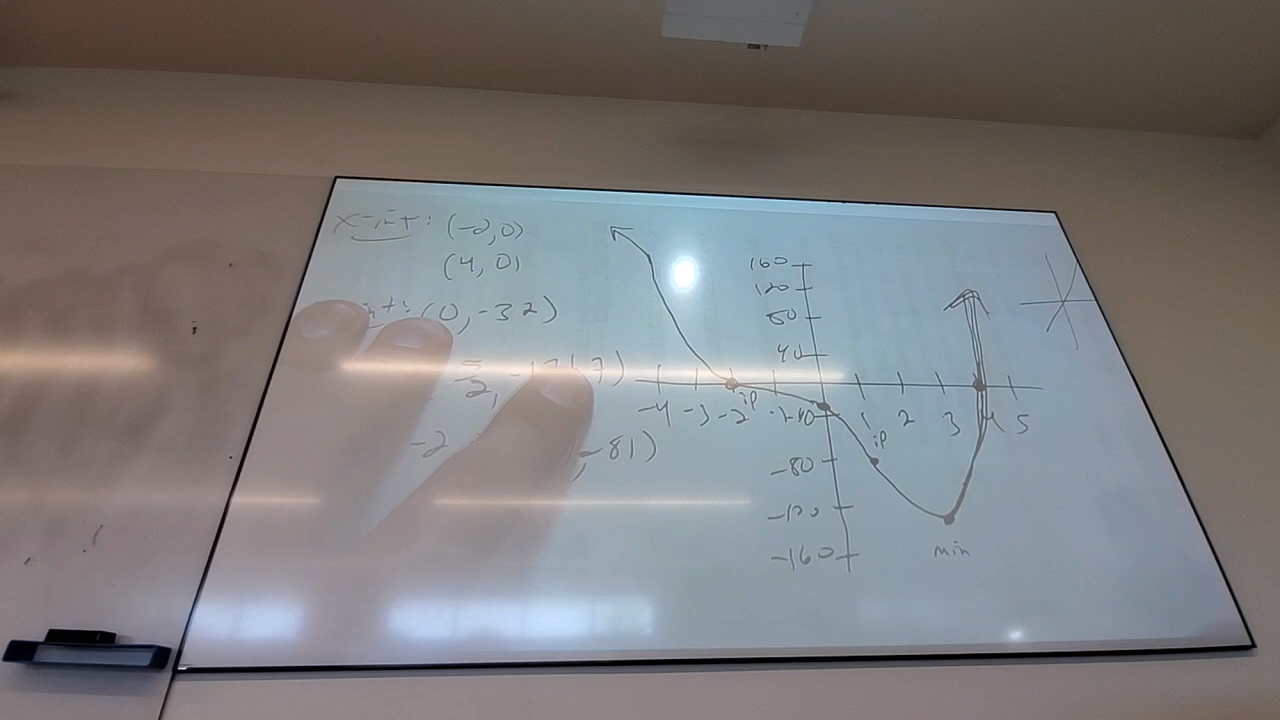 x-int: (-2,0)
(4,0)
(0,-32)
-2
,-81)
160
120
80
40
-4 -3 -2 -1 -40 1 2 3 4 5
ip
ip
-80
-120
-160
min